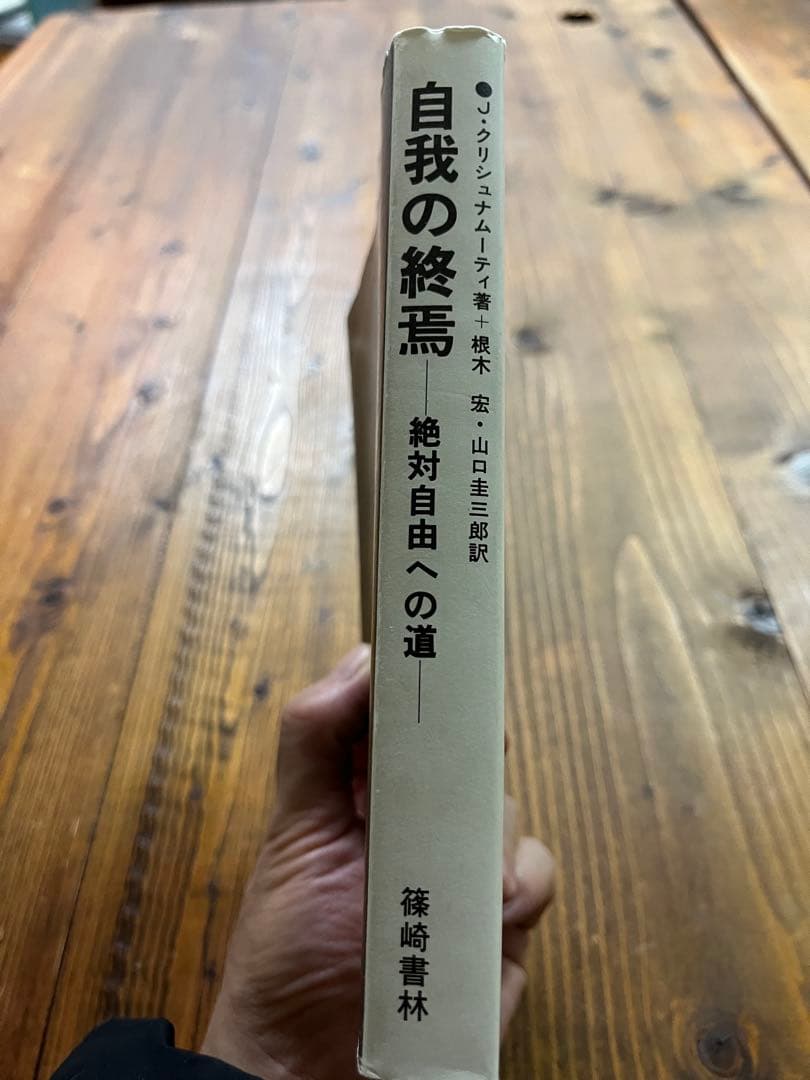 ●J・クリシュナムーティ著+根木 宏・山口圭三郎訳
自我の終焉
――絶対自由への道――
篠崎書林